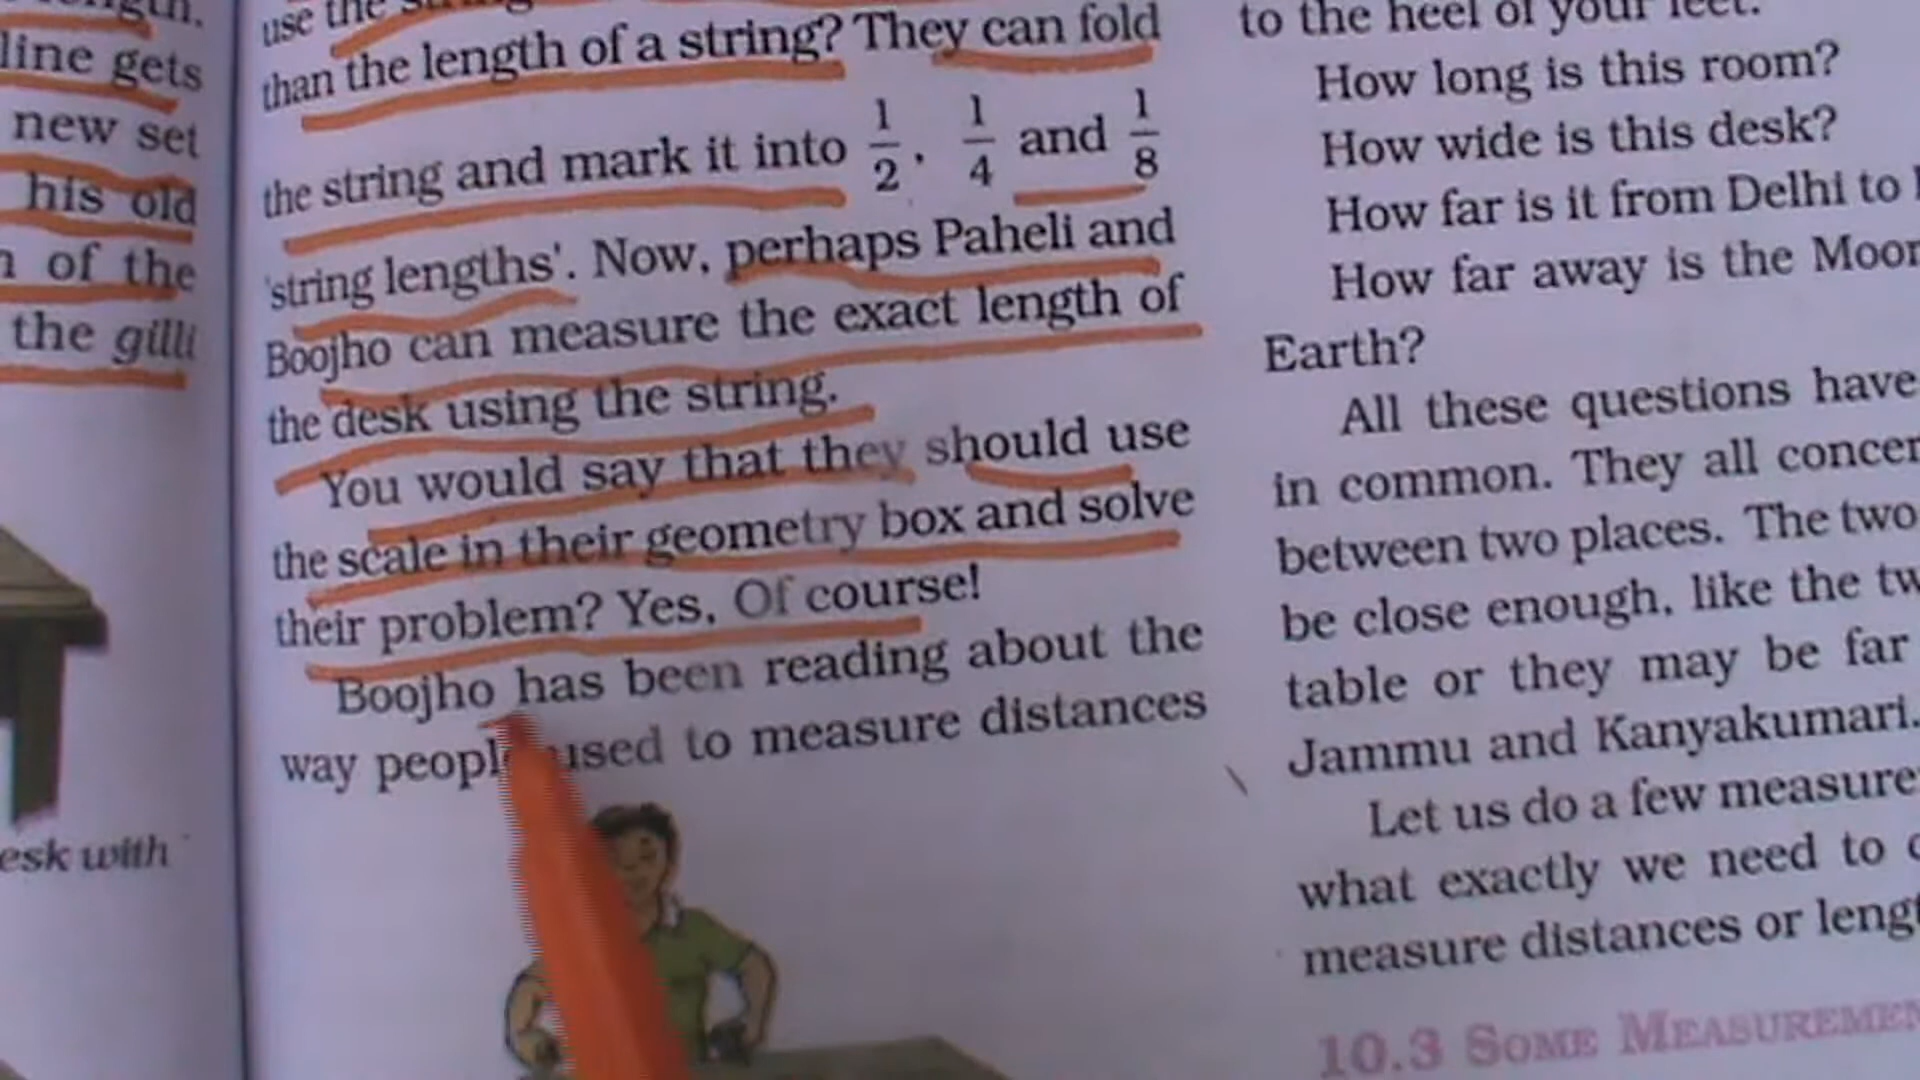 line gets
new set
his old
of the
the gilli
esk with
use the
than the length of a string? They can fold
the string and mark it into 1/2, 1/4 and 1/8
'string lengths'. Now, perhaps Paheli and
Boojho can measure the exact length of
the desk using the string.
You would say that they should use
the scale in their geometry box and solve
their problem? Yes, Of course!
Boojho has been reading about the
way people used to measure distances
to the heel of your feet.
How long is this room?
How wide is this desk?
How far is it from Delhi to
How far away is the Moon
Earth?
All these questions have
in common. They all concer
between two places. The two
be close enough, like the tw
table or they may be far
Jammu and Kanyakumari.
Let us do a few measure
what exactly we need to
measure distances or lengt
10.3 SOME MEASUREMEN